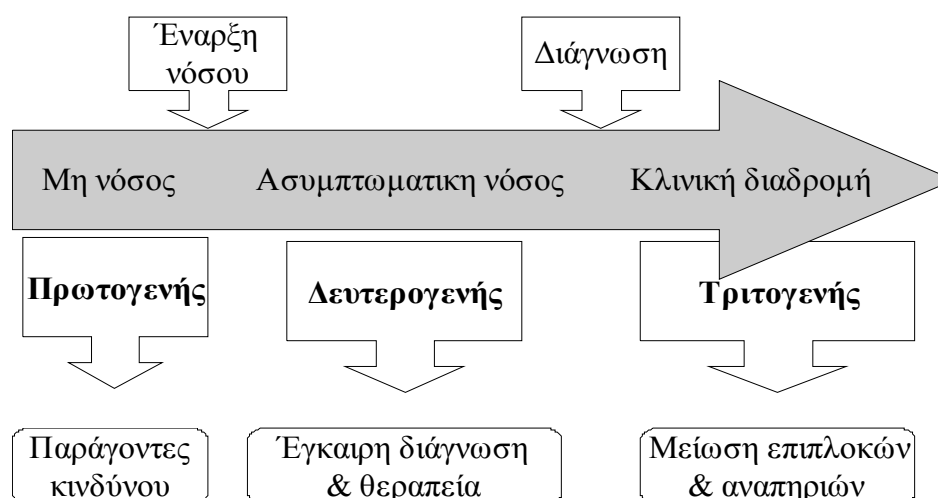 Έναρξη
νόσου
Διάγνωση
Μη νόσος
Ασυμπτωματικη νόσος
Κλινική διαδρομή
Πρωτογενής
Δευτερογενής
Τριτογενής
Παράγοντες
κινδύνου
Έγκαιρη διάγνωση
& θεραπεία
Μείωση επιπλοκών
& αναπηριών